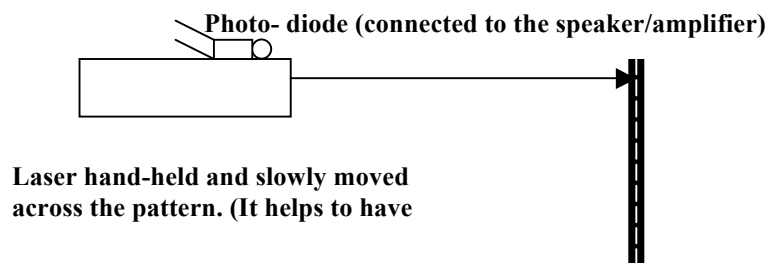 Photo- diode (connected to the speaker/amplifier)
Laser hand-held and slowly moved
across the pattern. (It helps to have